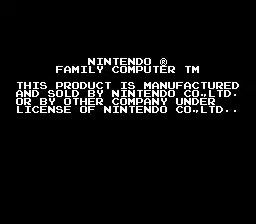 NINTENDO ®
FAMILY COMPUTER TM
THIS PRODUCT IS MANUFACTURED
AND SOLD BY NINTENDO CO.,LTD.
OR BY OTHER COMPANY UNDER
LICENSE OF NINTENDO CO.,LTD..